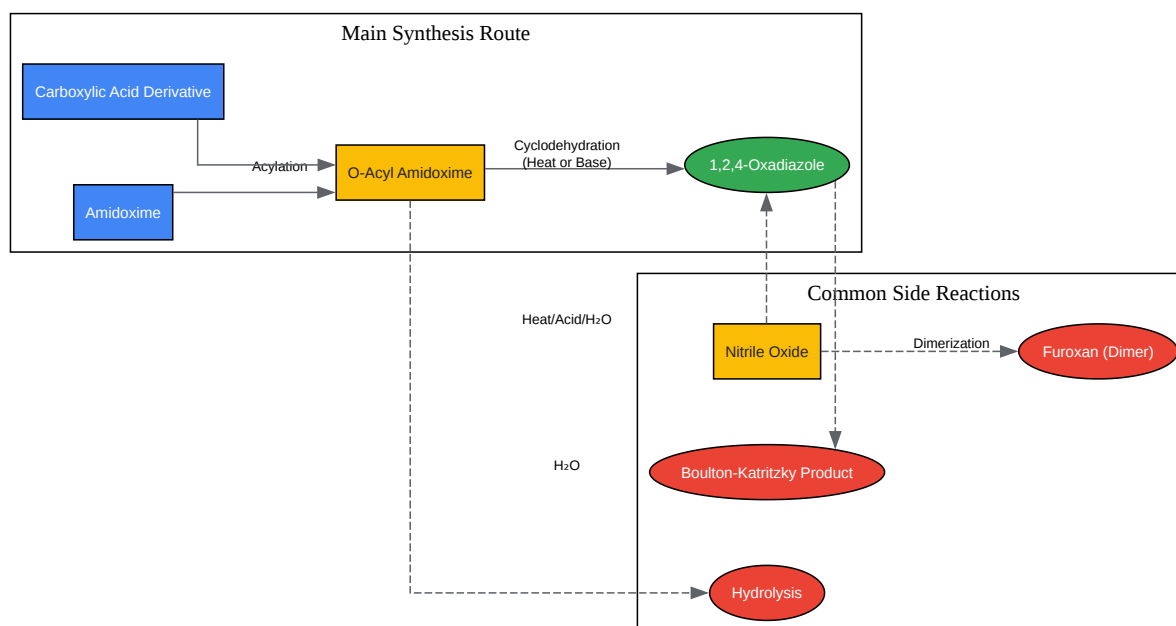 Main Synthesis Route
Carboxylic Acid Derivative
Acylation
Amidoxime
O-Acyl Amidoxime
Cyclodehydration
(Heat or Base)
1,2,4-Oxadiazole
Common Side Reactions
Heat/Acid/H₂O
Nitrile Oxide
Dimerization
Furoxan (Dimer)
H₂O
Boulton-Katritzky Product
Hydrolysis